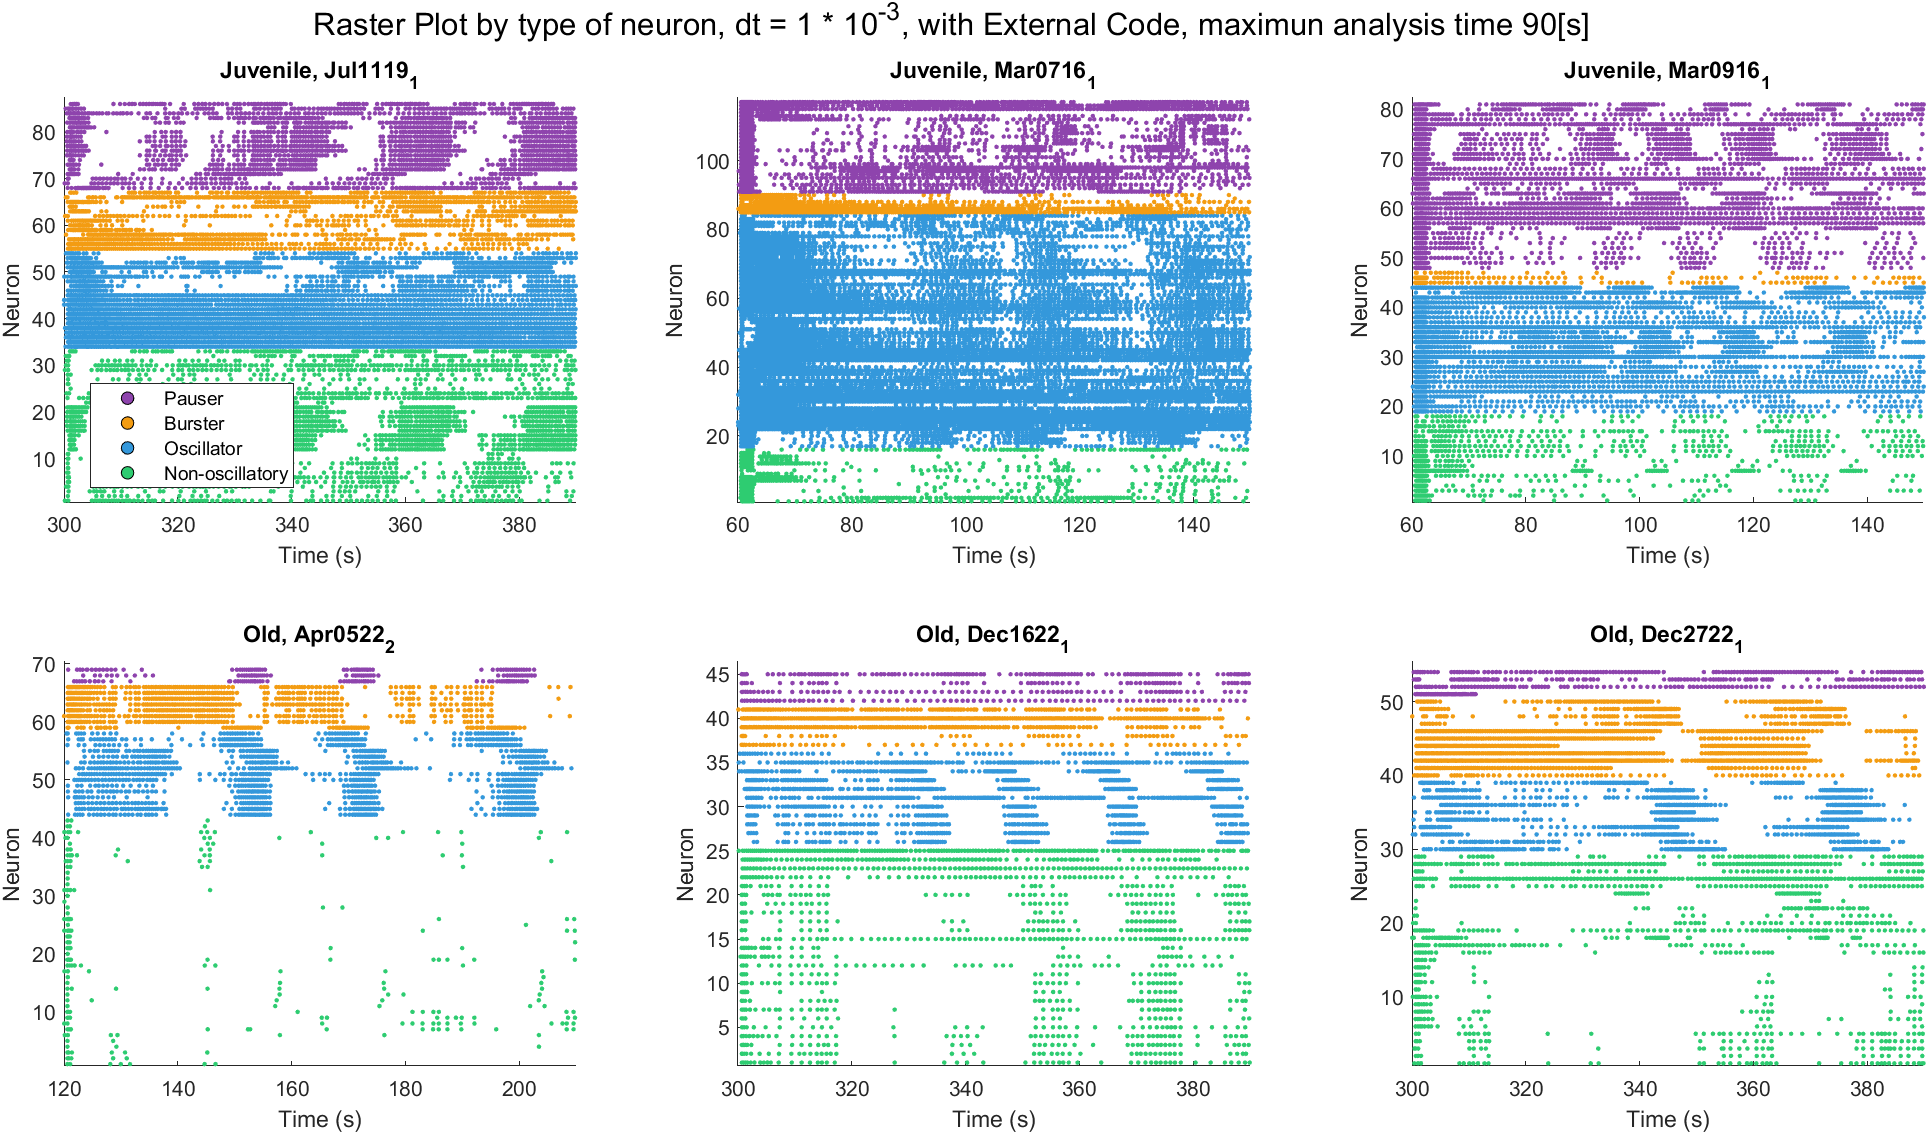 Raster Plot by type of neuron, dt = 1 * 10-3, with External Code, maximun analysis time 90[s]
Juvenile, Jul11191
Neuron
80
70
60
50
40
30
20
10
Pauser
Burster
Oscillator
Non-oscillatory
300 320 340 360 380
Time (s)
Juvenile, Mar07161
Neuron
100
80
60
40
20
60 80 100 120 140
Time (s)
Juvenile, Mar09161
Neuron
80
70
60
50
40
30
20
10
60 80 100 120 140
Time (s)
Old, Apr05222
Neuron
70
60
50
40
30
20
10
120 140 160 180 200
Time (s)
Old, Dec16221
Neuron
45
40
35
30
25
20
15
10
5
300 320 340 360 380
Time (s)
Old, Dec27221
Neuron
50
40
30
20
10
300 320 340 360 380
Time (s)